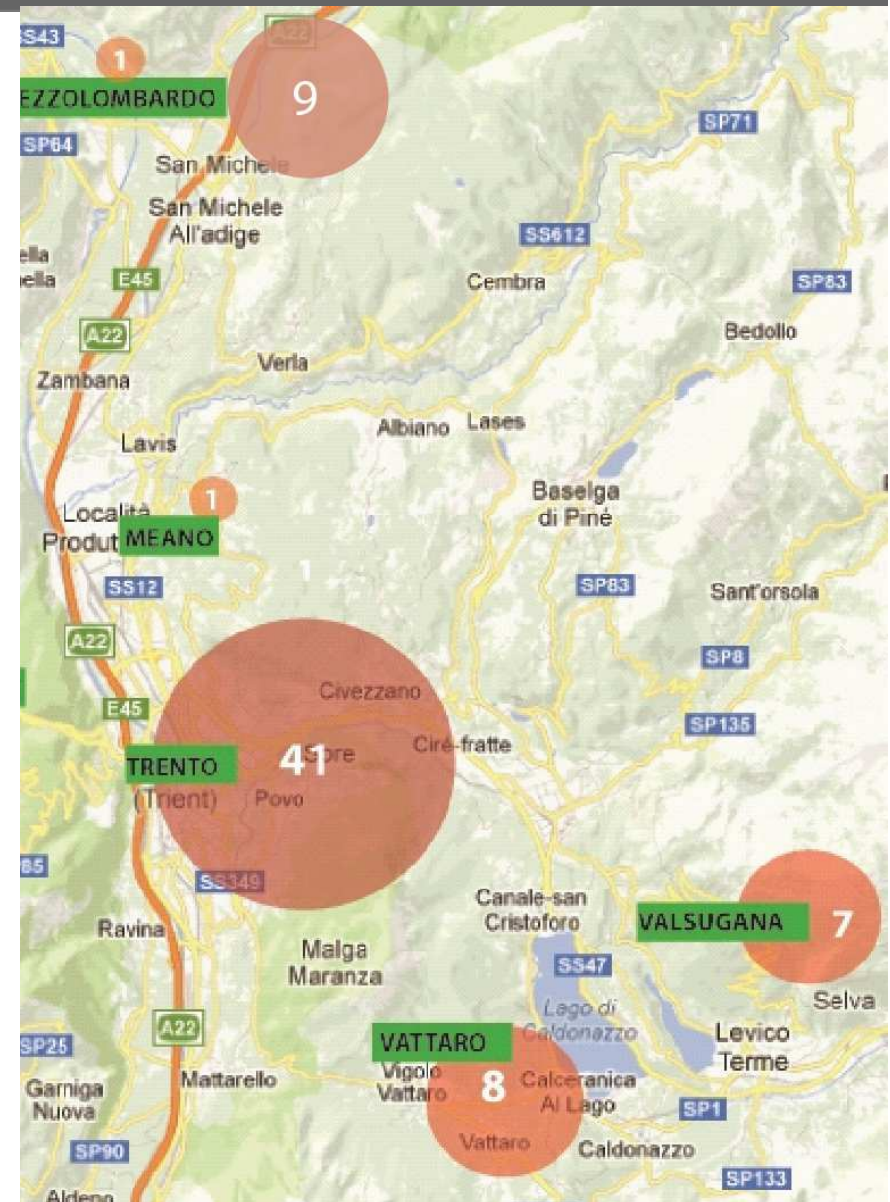 SS43
1
A22
9
EZZOLOMBARDO
SP64
SP71
San Michele
San Michele
All'adige
SS612
ella
ella
E45
Cembra
SP83
A22
Bedollo
Verla
Zambana
Albiano
Lases
Lavis
1
Baselga
di Piné
Località
Produt
MEANO
SS12
1
SP83
Sant'orsola
A22
SP8
Civezzano
E45
SP135
41
Ciré-fratte
TRENTO
(Trient)
Povo
85
SS349
Canale-san
Cristoforo
VALSUGANA
7
Ravina
Malga
Maranza
SS47
Selva
Lago di
Caldonazzo
A22
VATTARO
Levico
Terme
SP25
Vigolo
Vattaro
8
Calceranica
Al Lago
Mattarello
Garniga
Nuova
SP1
Vattaro
Caldonazzo
SP90
SP133
Aldeno